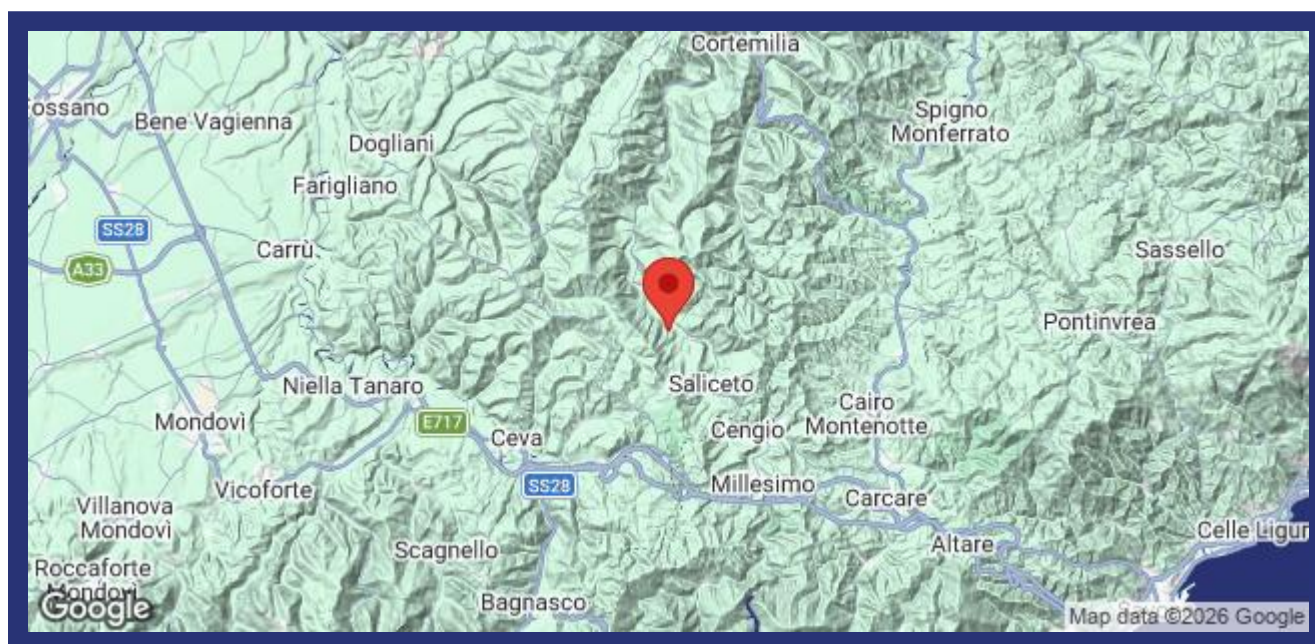 Cortemilia
Fossano
Bene Vagienna
Spigno
Monferrato
Dogliani
Farigliano
SS28
Carrù
Sassello
A33
Pontinvrea
Niella Tanaro
Saliceto
Mondovì
E717
Cairo
Montenotte
Cengio
Ceva
Vicoforte
SS28
Millesimo
Carcare
Villanova
Mondovì
Celle Ligur
Scagnello
Altare
Roccaforte
Mondovì
Google
Bagnasco
Map data ©2026 Google